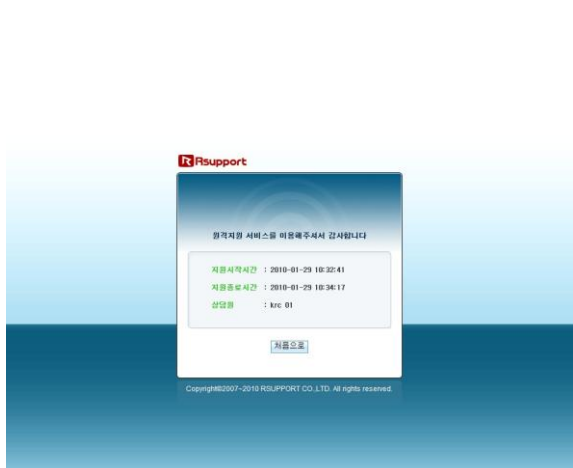 Rsupport
원격지원 서비스를 이용해주셔서 감사합니다
지원시작시간 : 2010-01-29 10:32:41
지원종료시간 : 2010-01-29 10:34:17
상담원 : krc 01
처음으로
Copyright©2007~2010 RSUPPORT CO.,LTD. All rights reserved.